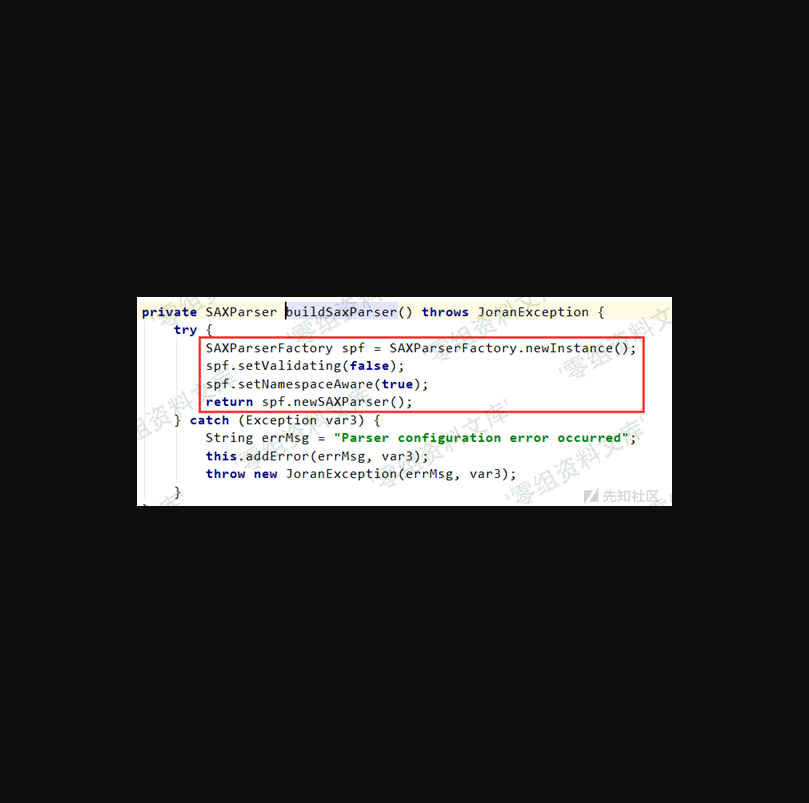 private SAXParser buildSaxParser() throws JoranException {
try {
SAXParserFactory spf = SAXParserFactory.newInstance();
spf.setValidating(false);
spf.setNamespaceAware(true);
return spf.newSAXParser();
} catch (Exception var3) {
String errMsg = "Parser configuration error occurred";
this.addError(errMsg, var3);
throw new JoranException(errMsg, var3);
}
先知社区
'零组资料文库'